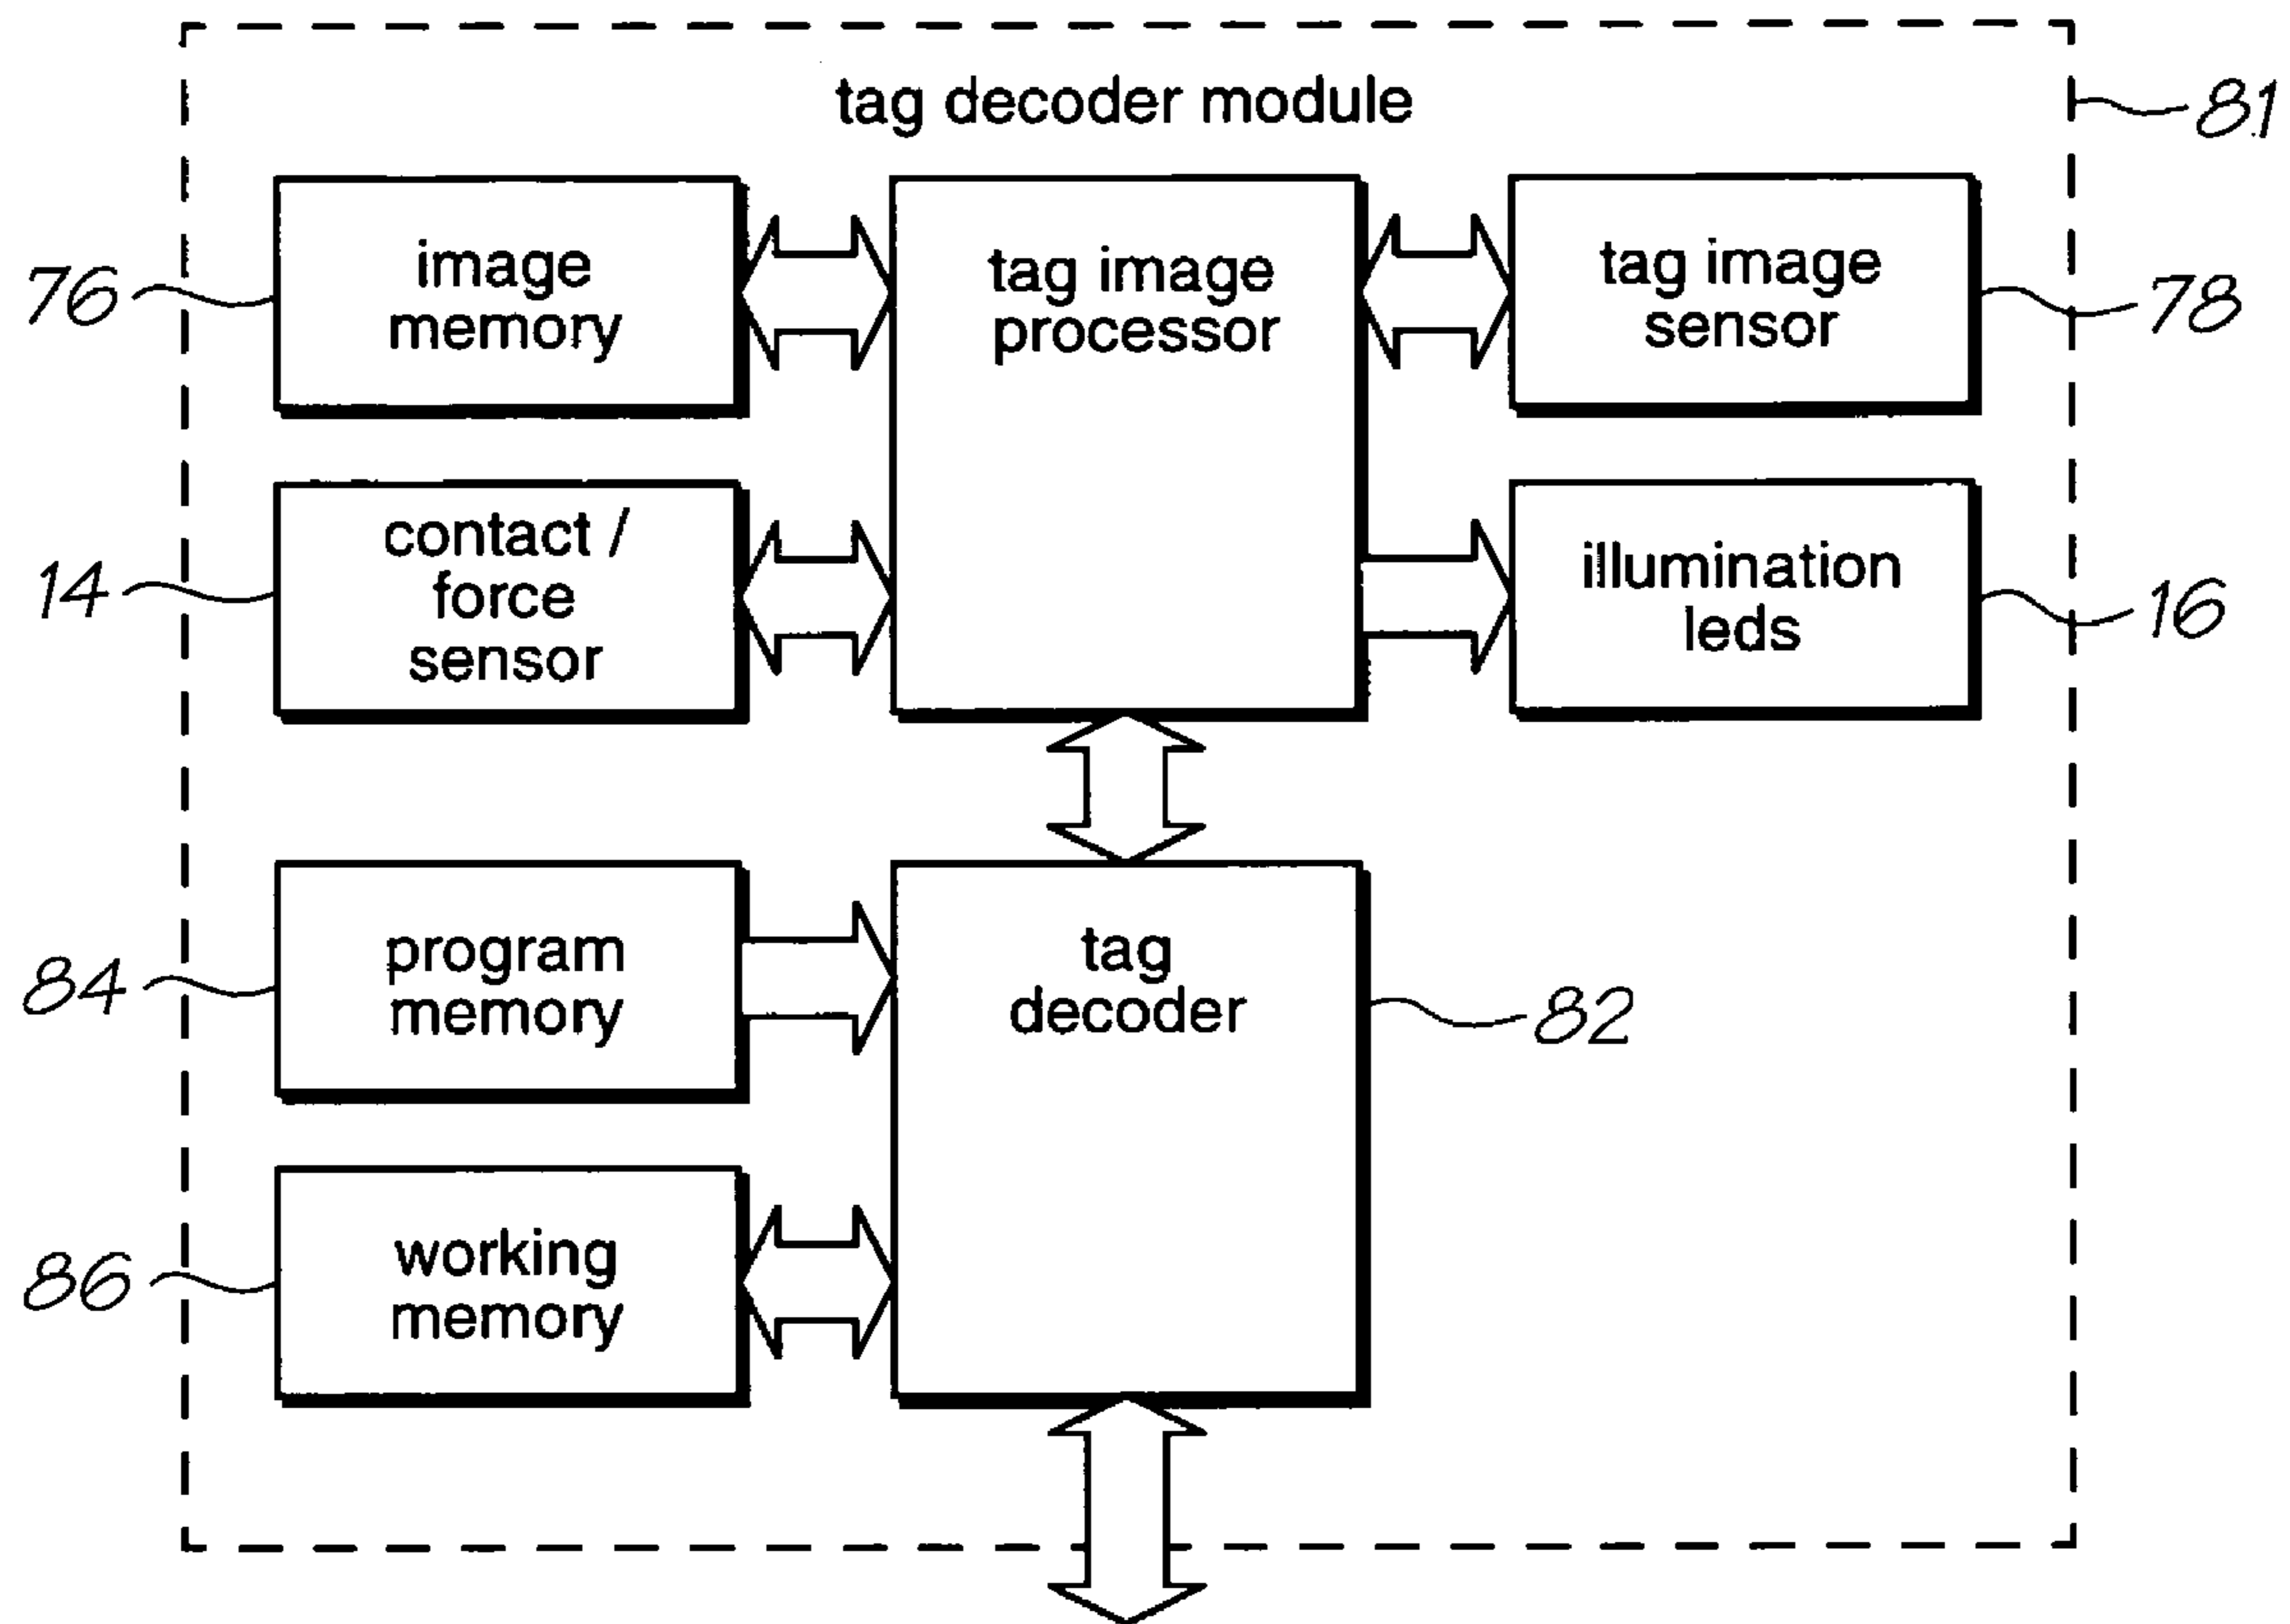 tag decoder module
81
image
memory
76
tag image
processor
tag image
sensor
78
contact /
force
sensor
14
illumination
leds
16
program
memory
84
tag
decoder
82
working
memory
86